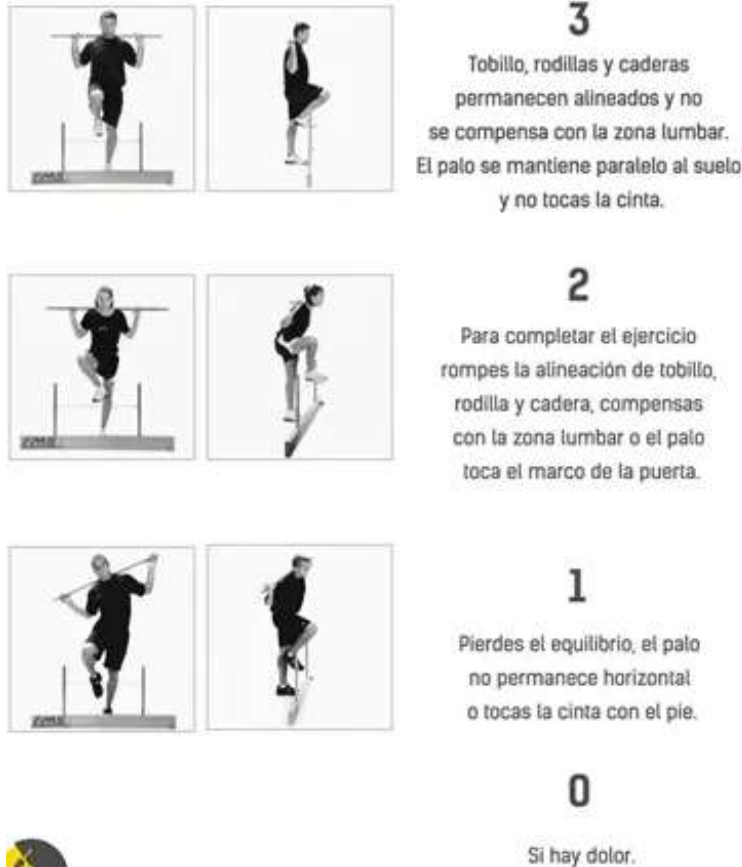 3
Tobillo, rodillas y caderas
permanecen alineados y no
se compensa con la zona lumbar.
El palo se mantiene paralelo al suelo
y no tocas la cinta.
2
Para completar el ejercicio
rompes la alineación de tobillo,
rodilla y cadera, compensas
con la zona lumbar o el palo
toca el marco de la puerta.
1
Pierdes el equilibrio, el palo
no permanece horizontal
o tocas la cinta con el pie.
0
Si hay dolor.